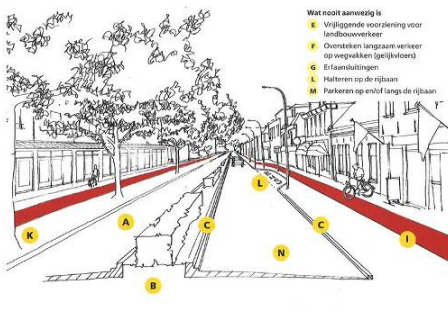 Wat nooit aanwezig is
E Vrijliggende voorziening voor
landbouwverkeer
F Oversteken langzaam verkeer
op wegvakken (gelijkvloers)
G Erfaansluitingen
L Halteren op de rijbaan
M Parkeren op en/of langs de rijbaan
L
K
A
C
C
I
N
B